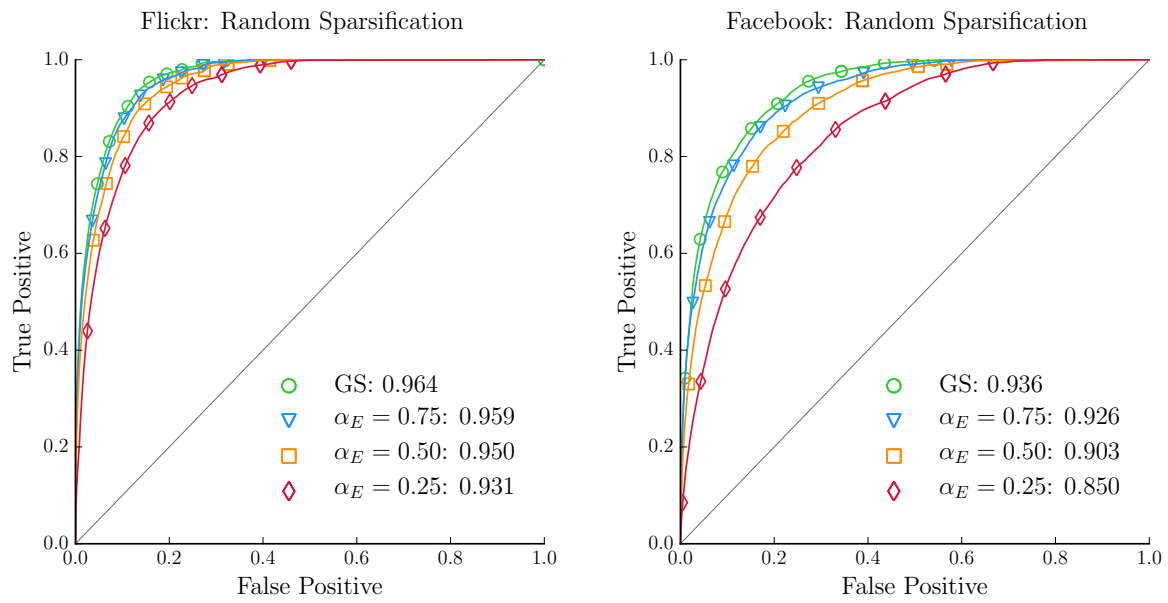 Flickr: Random Sparsification
1.0
0.8
0.6
0.4
0.2
0.0
True Positive
GS: 0.964
α_E = 0.75: 0.959
α_E = 0.50: 0.950
α_E = 0.25: 0.931
0.0 0.2 0.4 0.6 0.8 1.0
False Positive
Facebook: Random Sparsification
1.0
0.8
0.6
0.4
0.2
0.0
True Positive
GS: 0.936
α_E = 0.75: 0.926
α_E = 0.50: 0.903
α_E = 0.25: 0.850
0.0 0.2 0.4 0.6 0.8 1.0
False Positive